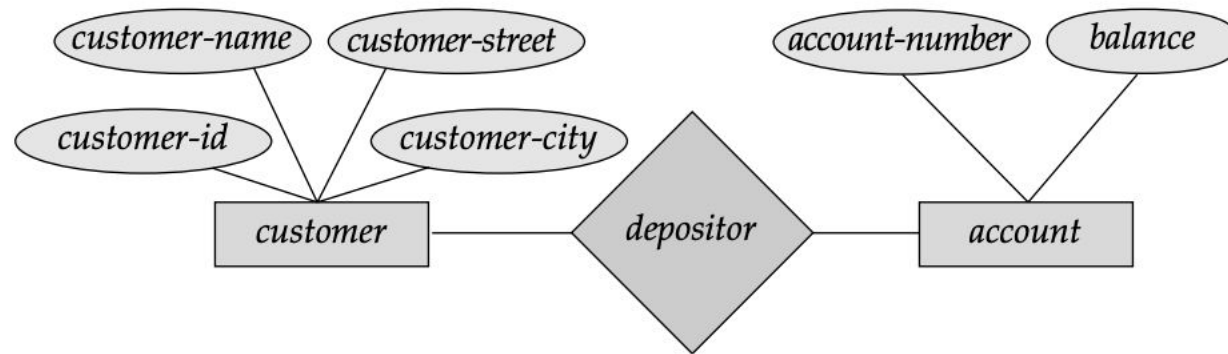 customer-name
customer-street
account-number
balance
customer-id
customer-city
customer
depositor
account